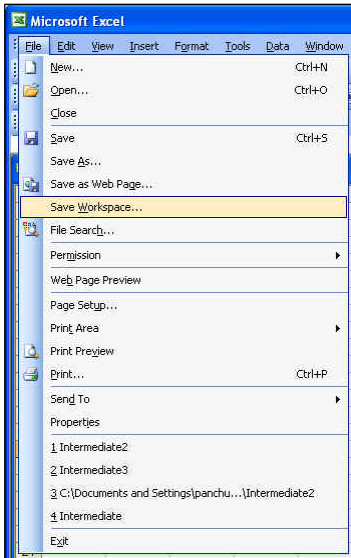 Microsoft Excel
File Edit View Insert Format Tools Data Window
New... Ctrl+N
Open... Ctrl+O
Close
Save Ctrl+S
Save As...
Save as Web Page...
Save Workspace...
File Search...
Permission
Web Page Preview
Page Setup...
Print Area
Print Preview
Print... Ctrl+P
Send To
Properties
1 Intermediate2
2 Intermediate3
3 C:\Documents and Settings\panchu...\Intermediate2
4 Intermediate
Exit